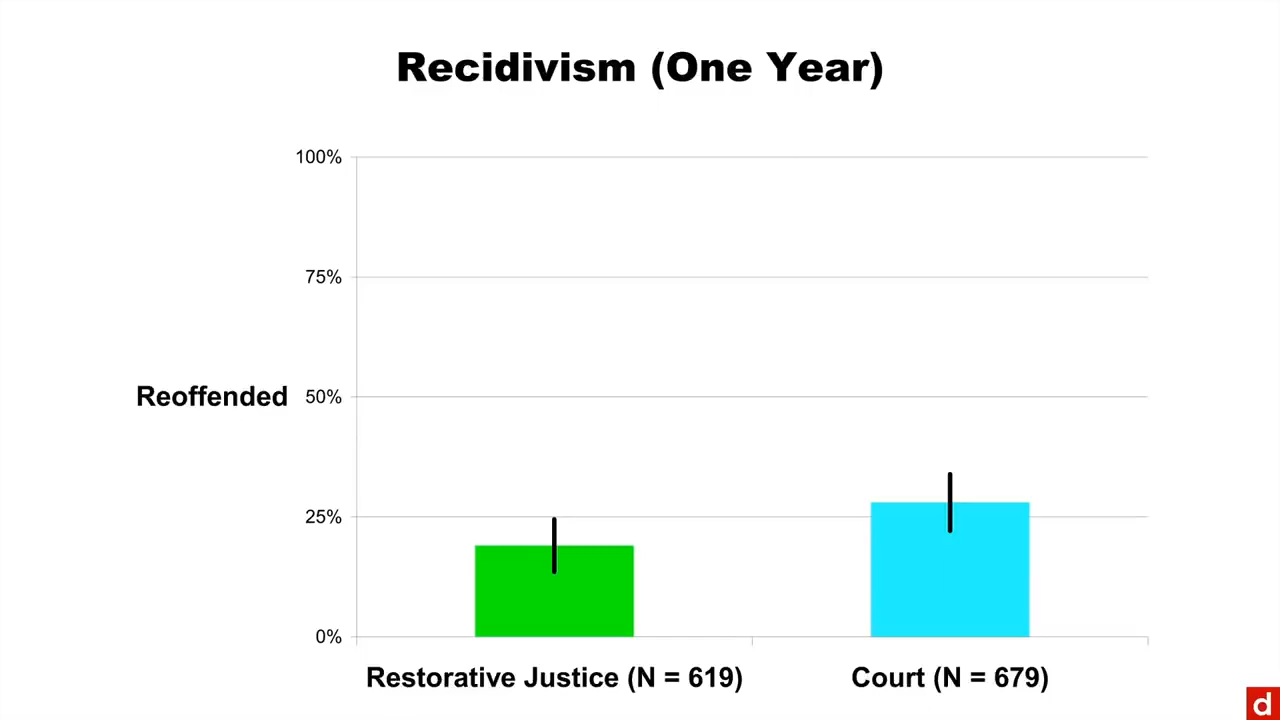 Recidivism (One Year)
100%
75%
Reoffended 50%
25%
0%
Restorative Justice (N = 619) Court (N = 679)
d